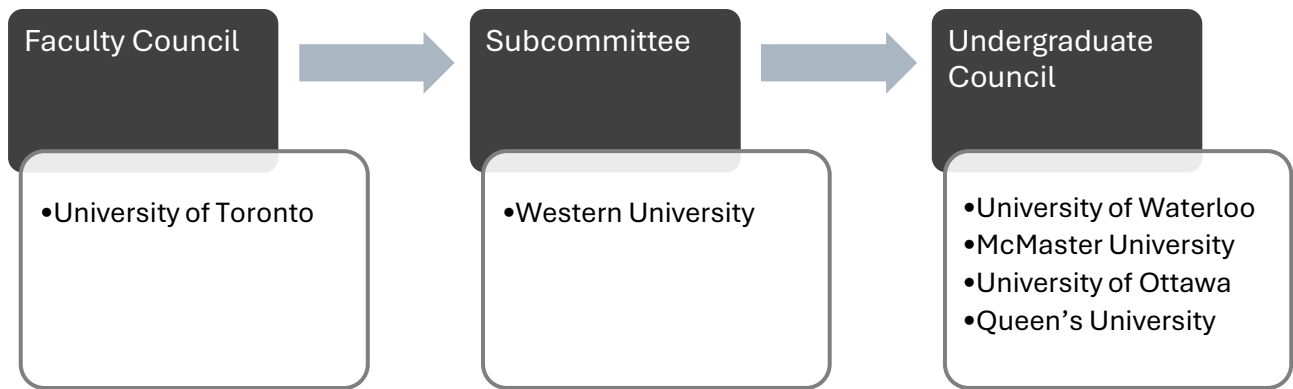 Faculty Council
•University of Toronto
Subcommittee
•Western University
Undergraduate
Council
•University of Waterloo
•McMaster University
•University of Ottawa
•Queen’s University